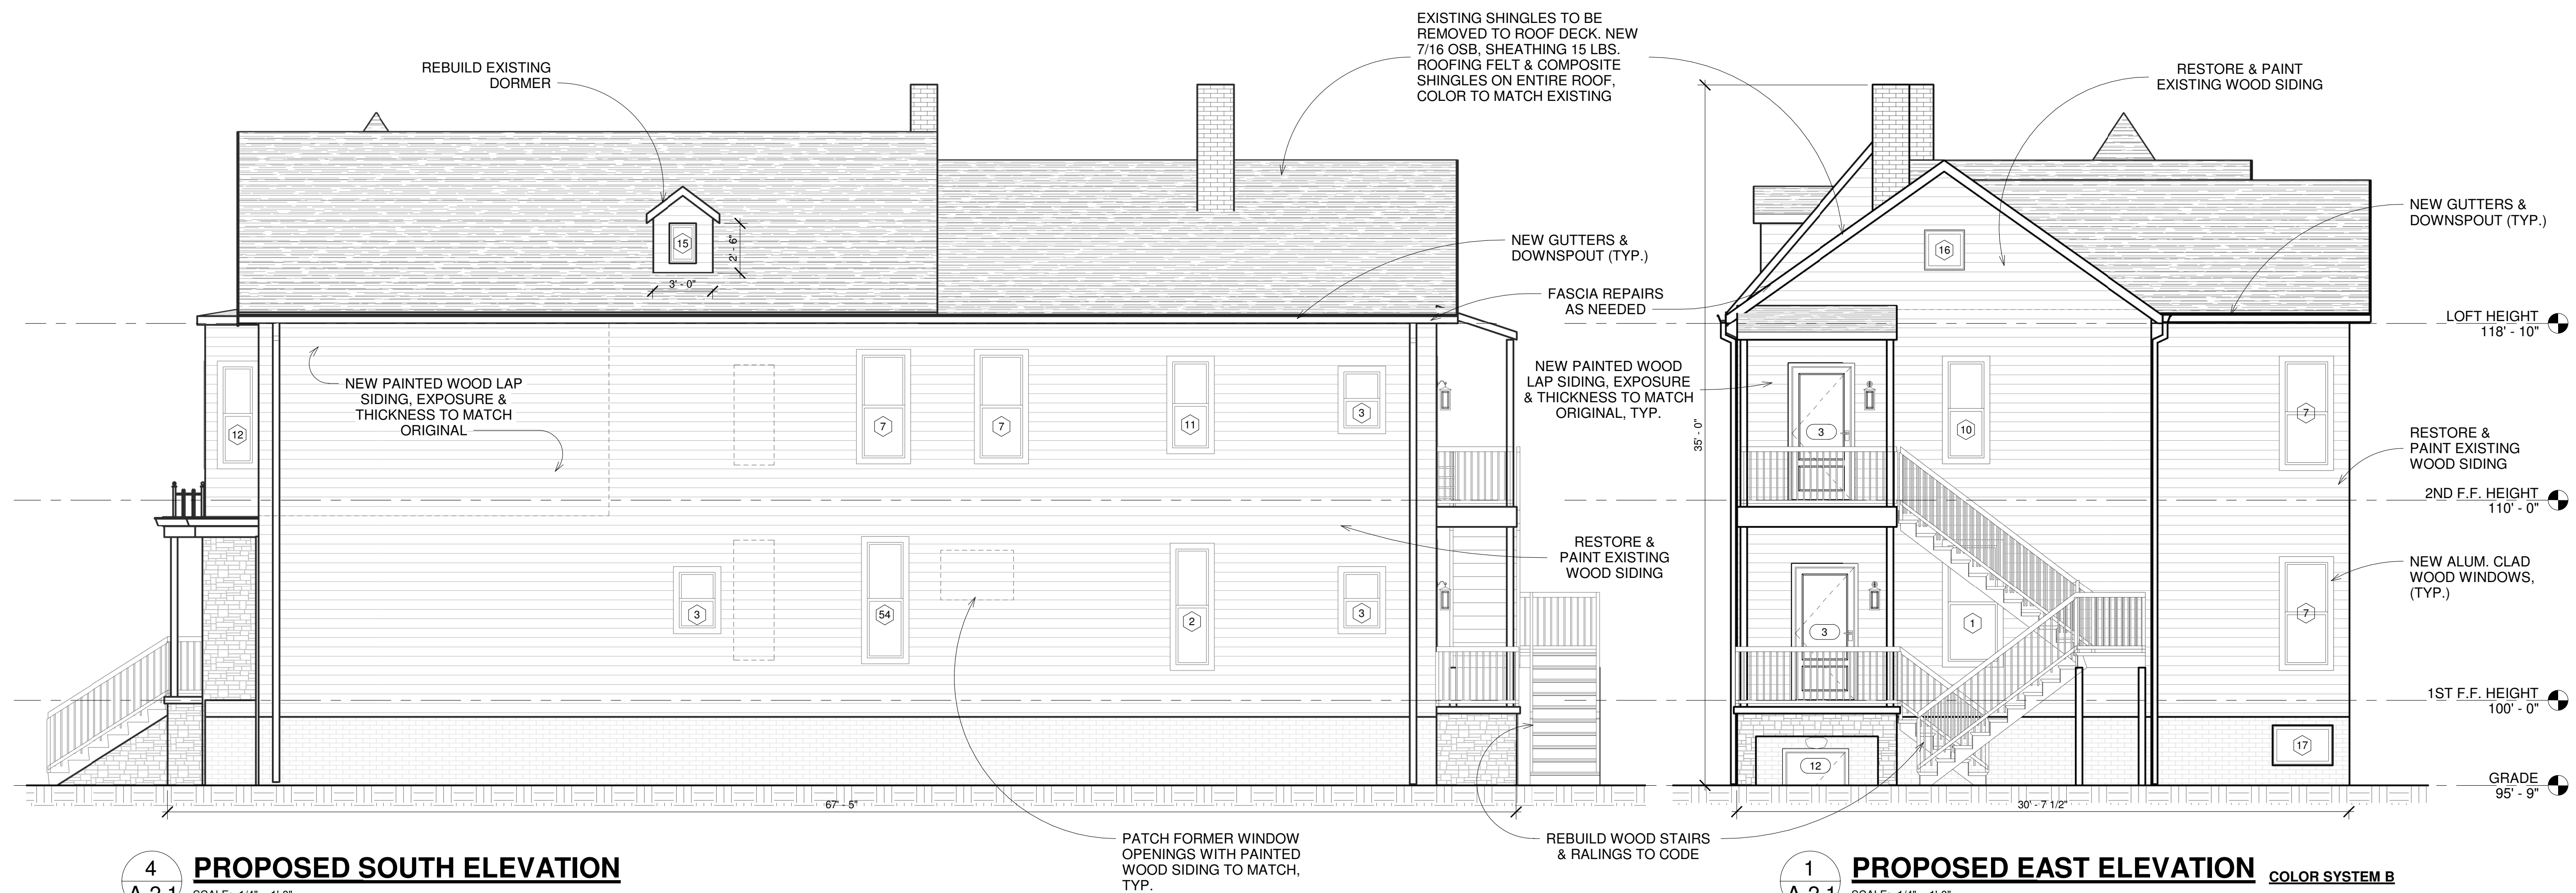 REBUILD EXISTING
DORMER
EXISTING SHINGLES TO BE
REMOVED TO ROOF DECK. NEW
7/16 OSB, SHEATHING 15 LBS.
ROOFING FELT & COMPOSITE
SHINGLES ON ENTIRE ROOF,
COLOR TO MATCH EXISTING
RESTORE & PAINT
EXISTING WOOD SIDING
15
2' - 6"
3' - 0"
NEW GUTTERS &
DOWNSPOUT (TYP.)
FASCIA REPAIRS
AS NEEDED
16
NEW GUTTERS &
DOWNSPOUT (TYP.)
LOFT HEIGHT
118' - 10"
NEW PAINTED WOOD LAP
SIDING, EXPOSURE &
THICKNESS TO MATCH
ORIGINAL
12
7
7
11
3
NEW PAINTED WOOD
LAP SIDING, EXPOSURE
& THICKNESS TO MATCH
ORIGINAL, TYP.
35' - 0"
3
10
7
RESTORE &
PAINT EXISTING
WOOD SIDING
2ND F.F. HEIGHT
110' - 0"
RESTORE &
PAINT EXISTING
WOOD SIDING
3
54
2
3
3
1
7
NEW ALUM. CLAD
WOOD WINDOWS,
(TYP.)
1ST F.F. HEIGHT
100' - 0"
12
17
GRADE
95' - 9"
67' - 5"
30' - 7 1/2"
PATCH FORMER WINDOW
OPENINGS WITH PAINTED
WOOD SIDING TO MATCH,
TYP.
REBUILD WOOD STAIRS
& RALINGS TO CODE
4
A-2.1
PROPOSED SOUTH ELEVATION
1
A-2.1
PROPOSED EAST ELEVATION COLOR SYSTEM B